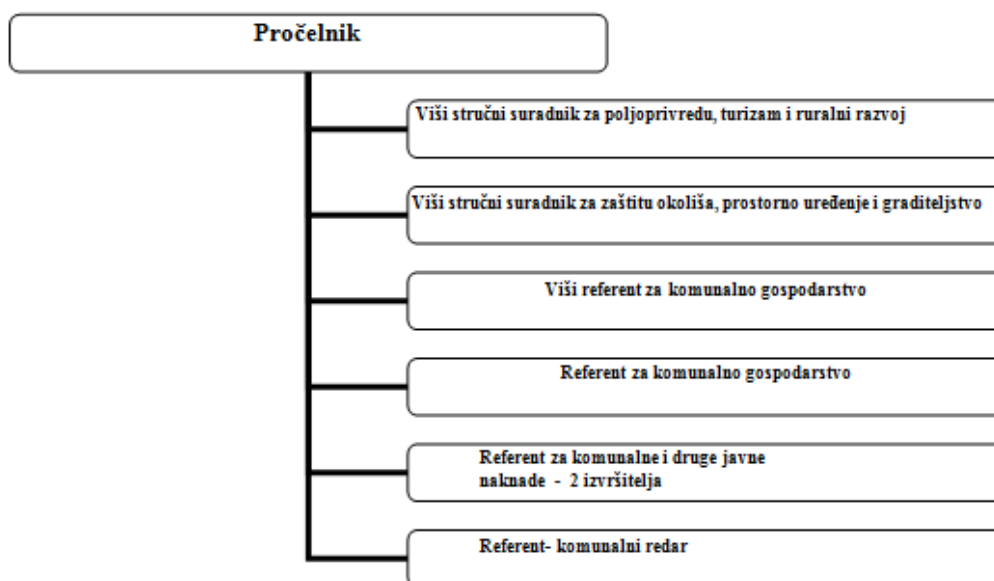 Pročelnik
Viši stručni suradnik za poljoprivredu, turizam i ruralni razvoj
Viši stručni suradnik za zaštitu okoliša, prostorno uređenje i graditeljstvo
Viši referent za komunalno gospodarstvo
Referent za komunalno gospodarstvo
Referent za komunalne i druge javne
naknade - 2 izvršitelja
Referent- komunalni redar